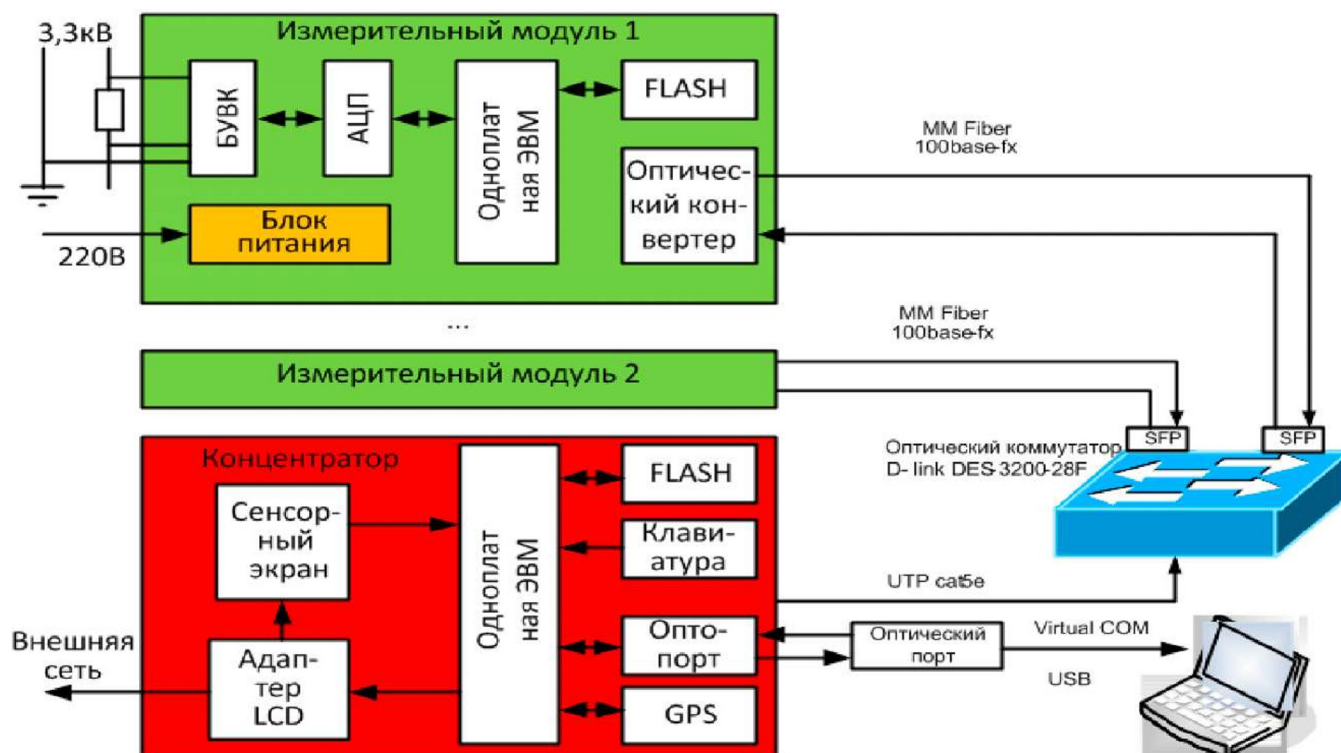 3,3кВ
Измерительный модуль 1
БУВК
АЦП
Одноплат
ная ЭВМ
FLASH
Оптичес-
кий кон-
вертер
Блок
питания
220В
MM Fiber
100base-fx
...
MM Fiber
100base-fx
Измерительный модуль 2
SFP
SFP
Оптический коммутатор
D- link DES-3200-28F
Концентратор
Сенсор-
ный
экран
Одноплат
ная ЭВМ
FLASH
Клави-
атура
UTP cat5e
Опто-
порт
Оптический
порт
Virtual COM
USB
Внешняя
сеть
Адап-
тер
LCD
GPS